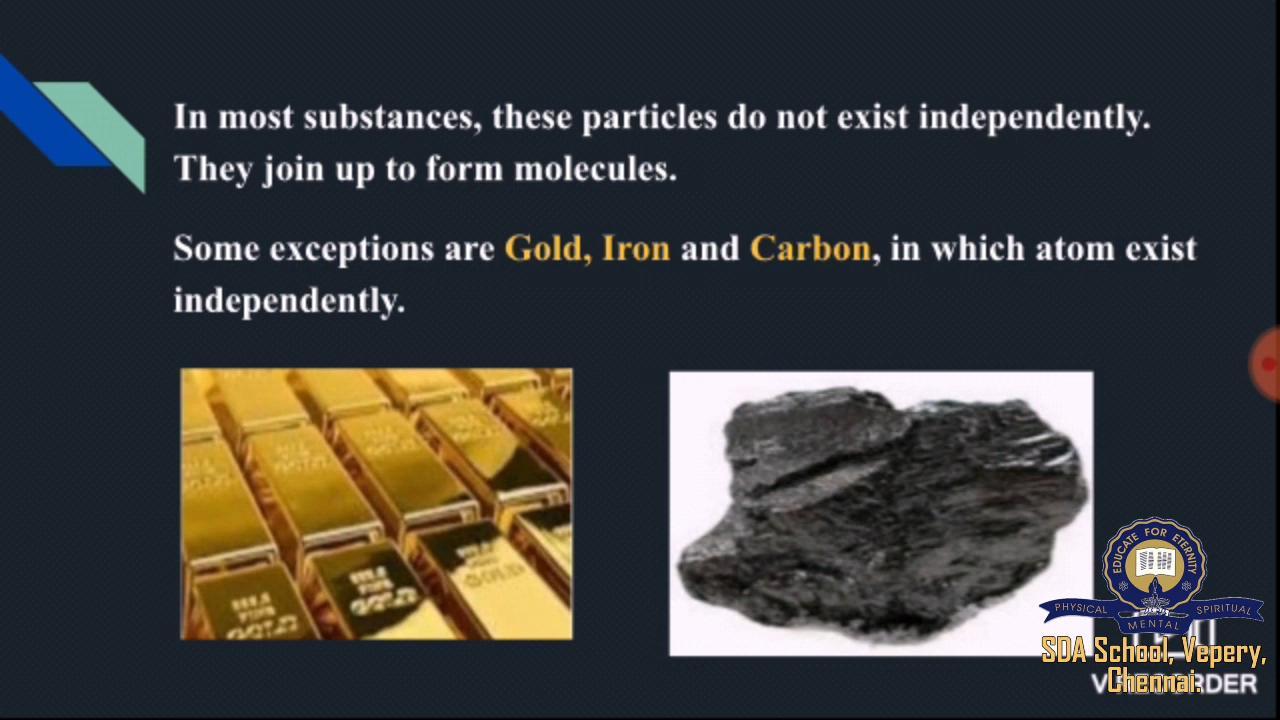 In most substances, these particles do not exist independently.
They join up to form molecules.
Some exceptions are Gold, Iron and Carbon, in which atom exist
independently.
EDUCATE FOR ETERNITY
PHYSICAL MENTAL SPIRITUAL
SDA School, Vepery,
Chennai.